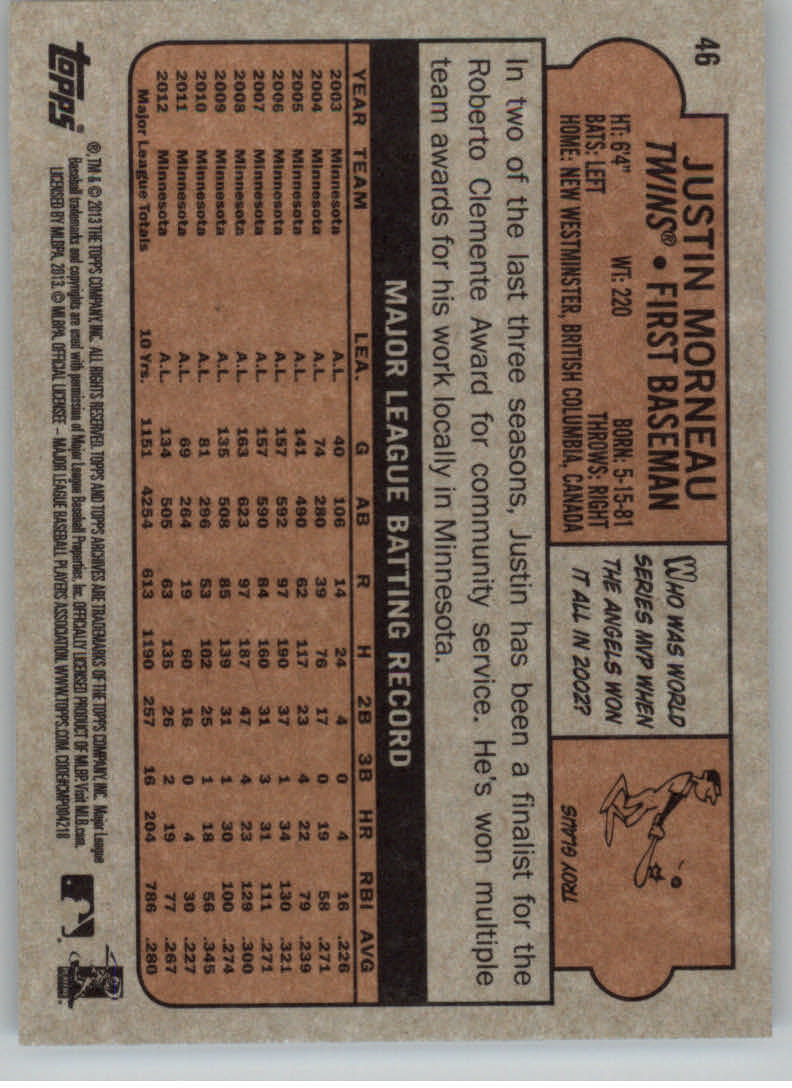 46
JUSTIN MORNEAU
TWINS® • FIRST BASEMAN
HT: 6'4" WT: 220 BORN: 5-15-81
BATS: LEFT THROWS: RIGHT
HOME: NEW WESTMINSTER, BRITISH COLUMBIA, CANADA
WHO WAS WORLD
SERIES MVP WHEN
THE ANGELS WON
IT ALL IN 2002?
TROY GLAUS
In two of the last three seasons, Justin has been a finalist for the
Roberto Clemente Award for community service. He's won multiple
team awards for his work locally in Minnesota.
MAJOR LEAGUE BATTING RECORD
YEAR TEAM LEA. G AB R H 2B 3B HR RBI AVG
2003 Minnesota A.L. 40 106 14 24 4 0 4 16 .226
2004 Minnesota A.L. 74 280 39 76 17 0 19 58 .271
2005 Minnesota A.L. 141 490 62 117 23 4 22 79 .239
2006 Minnesota A.L. 157 592 97 190 37 1 34 130 .321
2007 Minnesota A.L. 157 590 84 160 31 3 31 111 .271
2008 Minnesota A.L. 163 623 97 187 47 4 23 129 .300
2009 Minnesota A.L. 135 508 85 139 31 1 30 100 .274
2010 Minnesota A.L. 81 296 53 102 25 1 18 56 .345
2011 Minnesota A.L. 69 264 19 60 16 0 4 30 .227
2012 Minnesota A.L. 134 505 63 135 26 2 19 77 .267
Major League Totals 10 Yrs. 1151 4254 613 1190 257 16 204 786 .280
topps®
®, TM & © 2013 THE TOPPS COMPANY, INC. ALL RIGHTS RESERVED. TOPPS AND TOPPS ARCHIVES ARE TRADEMARKS OF THE TOPPS COMPANY, INC. Major League
Baseball trademarks and copyrights are used with permission of Major League Baseball Properties, Inc. OFFICIALLY LICENSED PRODUCT OF MLBP. Visit MLB.com.
LICENSED BY MLBPA, 2013. © MLBPA. OFFICIAL LICENSEE – MAJOR LEAGUE BASEBALL PLAYERS ASSOCIATION. WWW.TOPPS.COM. CODE#CMP004218